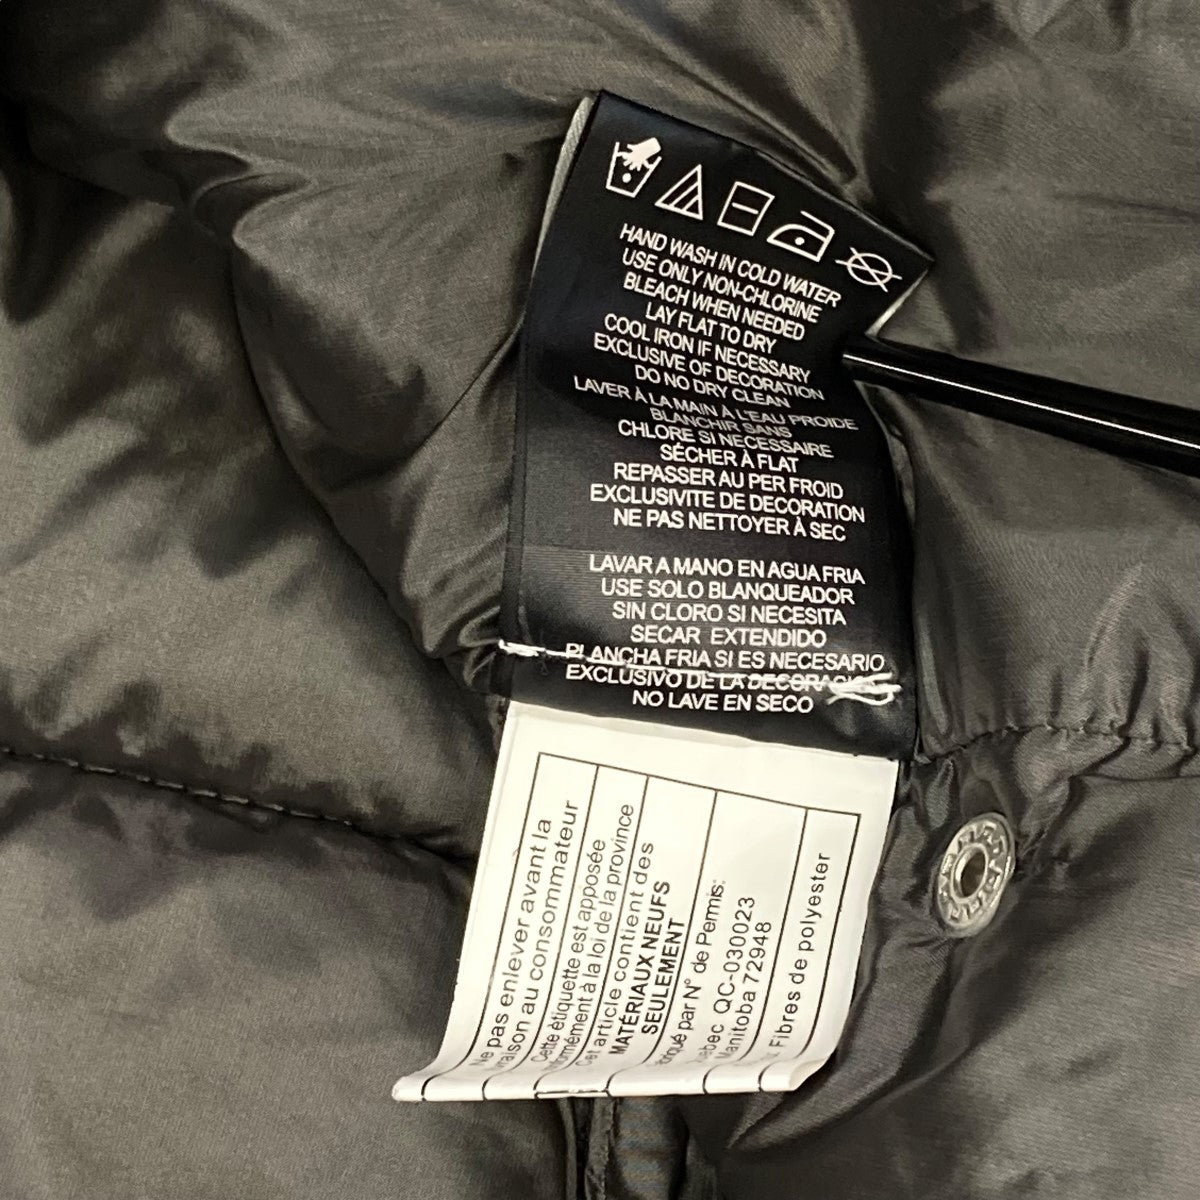 HAND WASH IN COLD WATER
USE ONLY NON-CHLORINE
BLEACH WHEN NEEDED
LAY FLAT TO DRY
COOL IRON IF NECESSARY
EXCLUSIVE OF DECORATION
DO NO DRY CLEAN
LAVER À LA MAIN À L'EAU PROIDE
BLANCHIR SANS
CHLORE SI NECESSAIRE
SÉCHER À FLAT
REPASSER AU PER FROID
EXCLUSIVITE DE DECORATION
NE PAS NETTOYER À SEC
LAVAR A MANO EN AGUA FRIA
USE SOLO BLANQUEADOR
SIN CLORO SI NECESITA
SECAR EXTENDIDO
PLANCHA FRIA SI ES NECESARIO
EXCLUSIVO DE LA DECORACION
NO LAVE EN SECO
Ne pas enlever avant la
au consommateur
Cette étiquette est apposée
à la loi de la province
Cet article contient des
MATÉRIAUX NEUFS
SEULEMENT
par N° de Permis:
QC-030023
Manitoba 72948
Fibres de polyester